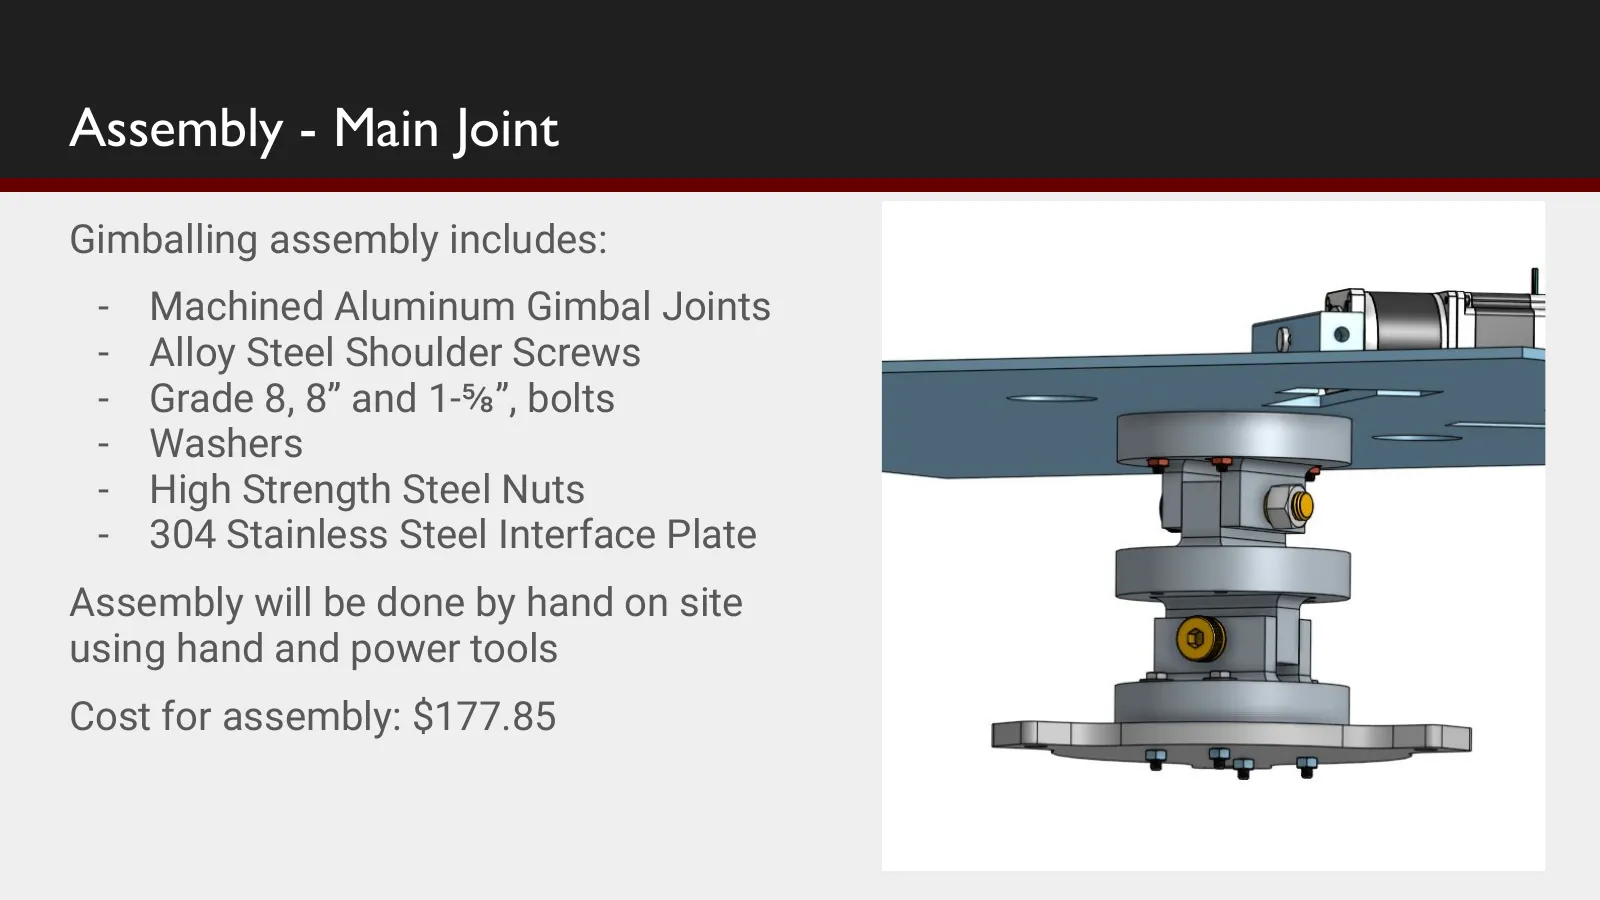 Assembly - Main Joint
Gimballing assembly includes:
- Machined Aluminum Gimbal Joints
- Alloy Steel Shoulder Screws
- Grade 8, 8” and 1-⅝”, bolts
- Washers
- High Strength Steel Nuts
- 304 Stainless Steel Interface Plate
Assembly will be done by hand on site
using hand and power tools
Cost for assembly: $177.85